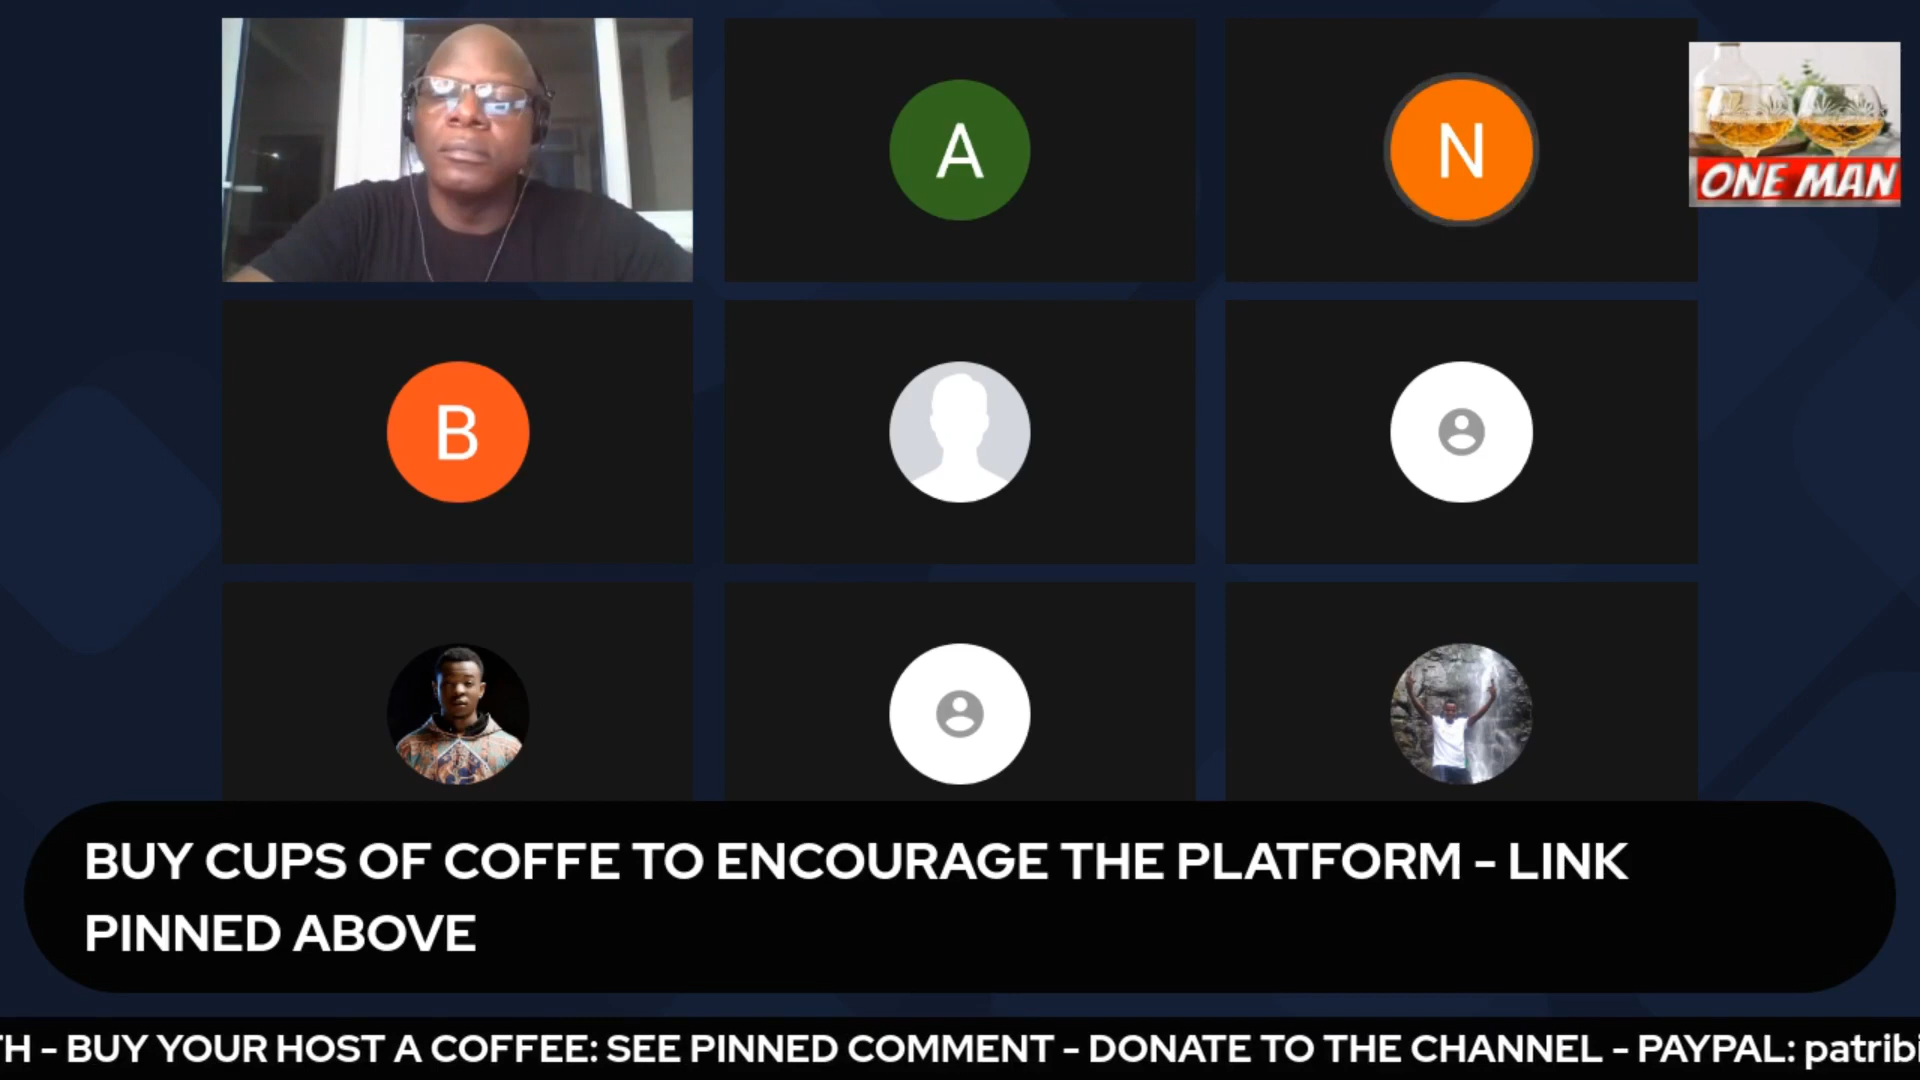 A
N
ONE MAN
B
BUY CUPS OF COFFE TO ENCOURAGE THE PLATFORM - LINK
PINNED ABOVE
- BUY YOUR HOST A COFFEE: SEE PINNED COMMENT - DONATE TO THE CHANNEL - PAYPAL: